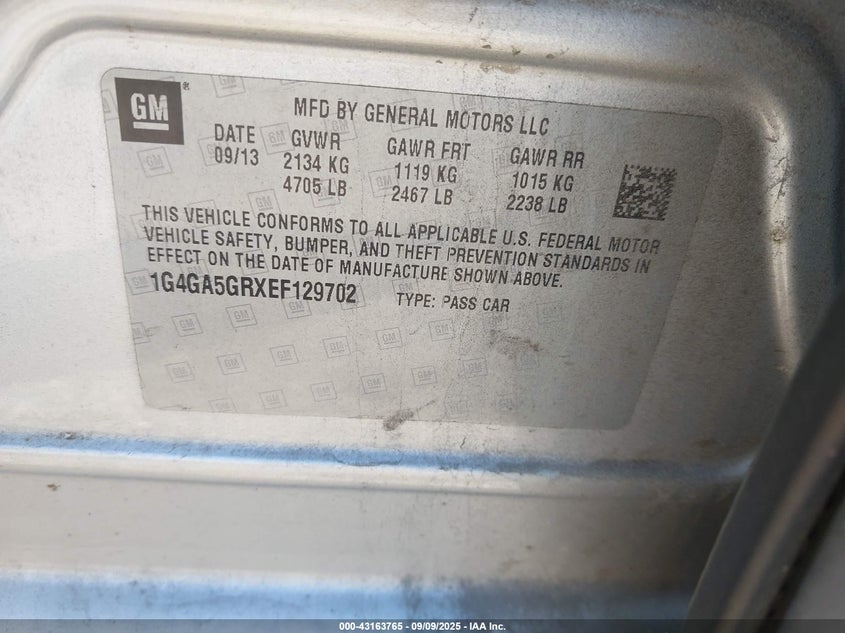 GM ®
MFD BY GENERAL MOTORS LLC
DATE GVWR GAWR FRT GAWR RR
09/13 2134 KG 1119 KG 1015 KG
4705 LB 2467 LB 2238 LB
THIS VEHICLE CONFORMS TO ALL APPLICABLE U.S. FEDERAL MOTOR
VEHICLE SAFETY, BUMPER, AND THEFT PREVENTION STANDARDS IN
EFFECT ON THE DATE OF MANUFACTURE SHOWN ABOVE.
1G4GA5GRXEF129702 TYPE: PASS CAR
000-43163765 - 09/09/2025 - IAA Inc.